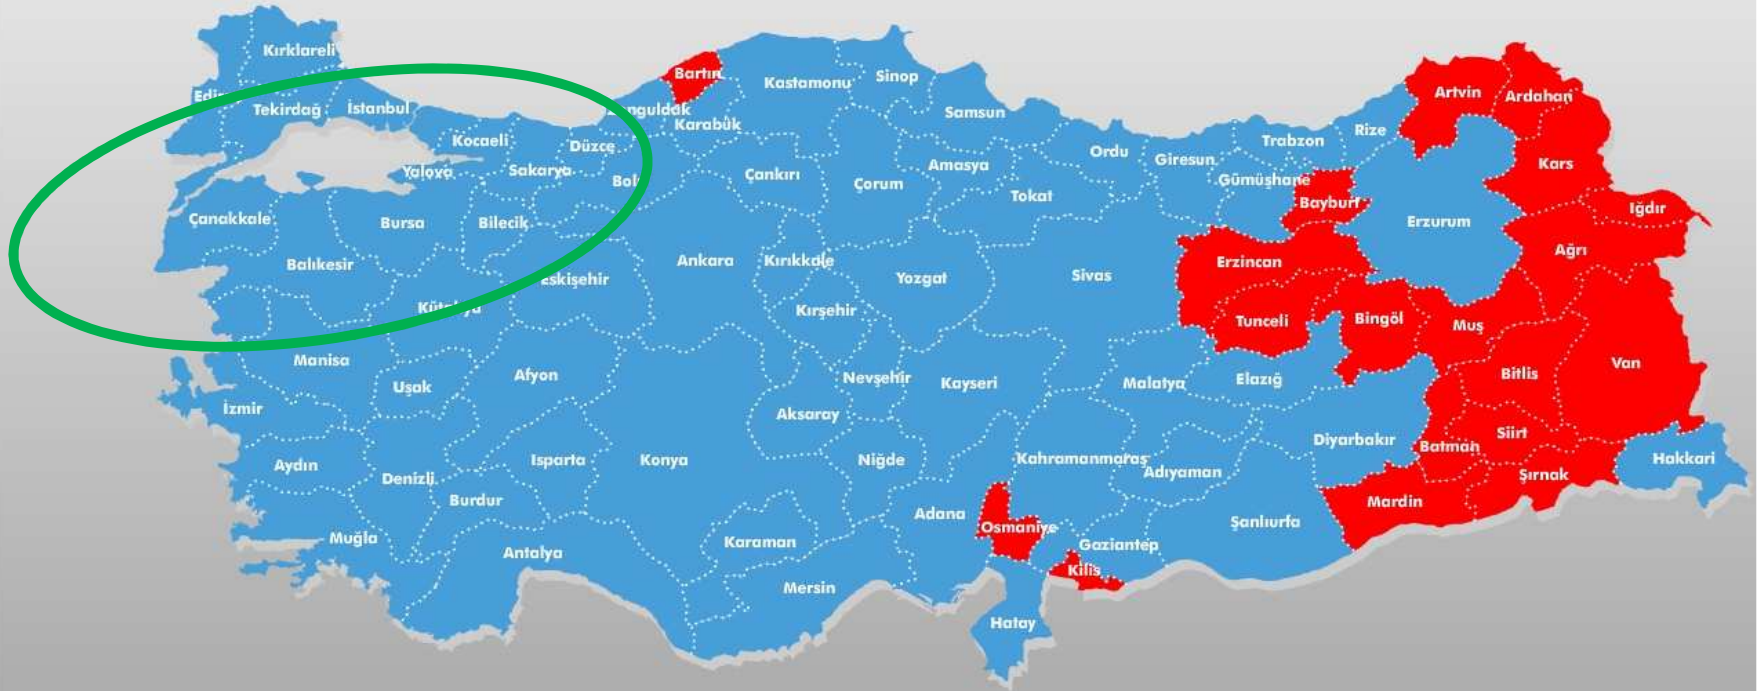 Kırklareli
Edir
Tekirdağ
İstanbul
Kocaeli
Yalova
Sakarya
Düzce
Bolu
Zonguldak
Bartın
Karabük
Kastamonu
Sinop
Samsun
Çankırı
Çorum
Amasya
Tokat
Ordu
Giresun
Trabzon
Rize
Gümüşhane
Bayburt
Artvin
Ardahan
Kars
Iğdır
Ağrı
Erzurum
Erzincan
Tunceli
Bingöl
Muş
Bitlis
Van
Çanakkale
Balıkesir
Bursa
Bilecik
Eskişehir
Kütahya
Ankara
Kırıkkale
Kırşehir
Yozgat
Sivas
Manisa
Uşak
Afyon
İzmir
Nevşehir
Aksaray
Kayseri
Malatya
Elazığ
Diyarbakır
Batman
Siirt
Şırnak
Hakkari
Mardin
Aydın
Denizli
Isparta
Burdur
Konya
Niğde
Kahramanmaraş
Adıyaman
Şanlıurfa
Muğla
Antalya
Karaman
Mersin
Adana
Osmaniye
Gaziantep
Kilis
Hatay